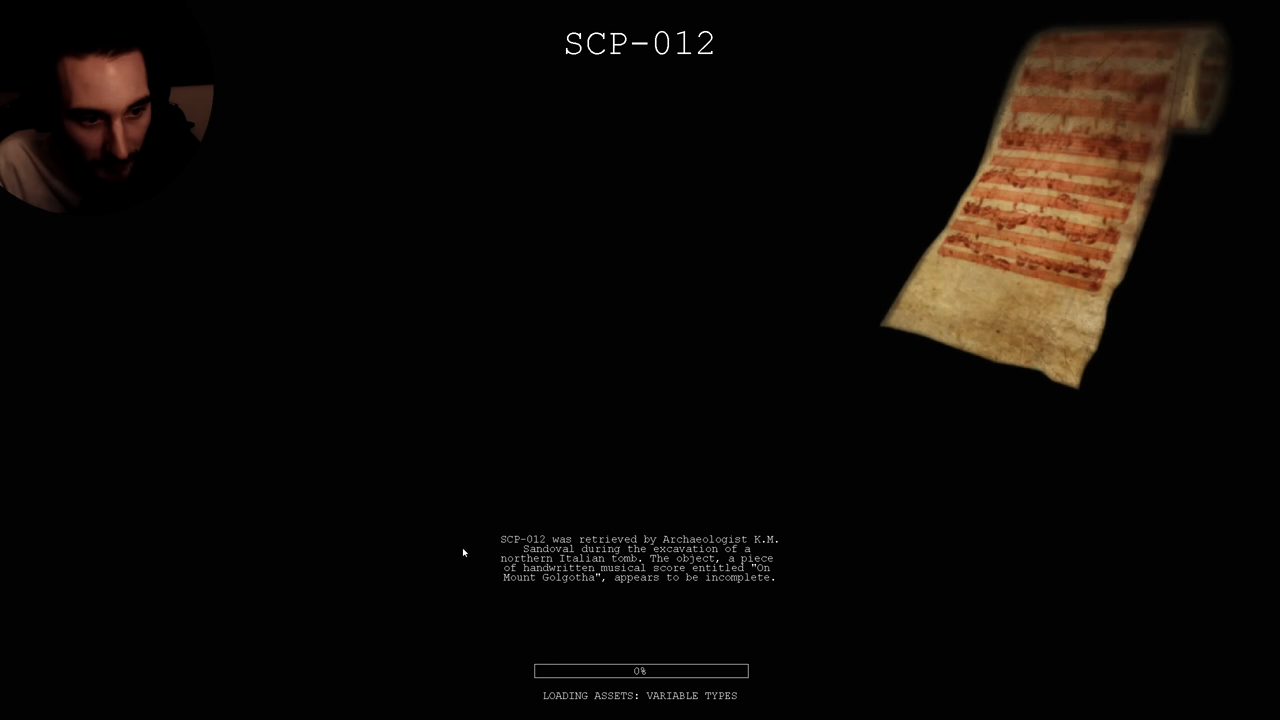 SCP-012
SCP-012 was retrieved by Archaeologist K.M.
Sandoval during the excavation of a
northern Italian tomb. The object, a piece
of handwritten musical score entitled "On
Mount Golgotha", appears to be incomplete.
0%
LOADING ASSETS: VARIABLE TYPES